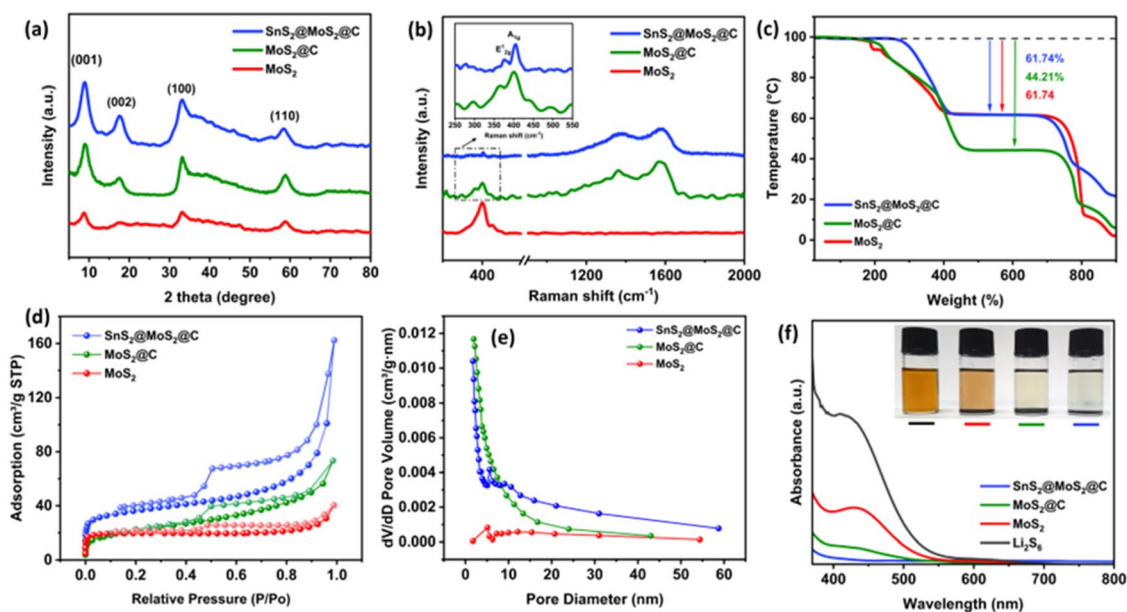 (a)
SnS₂@MoS₂@C
MoS₂@C
MoS₂
(001)
(002)
(100)
(110)
Intensity (a.u.)
10 20 30 40 50 60 70 80
2 theta (degree)
(b)
A₁g
E¹₂g
250 300 350 400 450 500 550
Raman shift (cm⁻¹)
SnS₂@MoS₂@C
MoS₂@C
MoS₂
Intensity (a.u.)
400 1200 1600 2000
Raman shift (cm⁻¹)
(c)
100
80
60
40
20
0
61.74%
44.21%
61.74
SnS₂@MoS₂@C
MoS₂@C
MoS₂
Temperature (°C)
200 400 600 800
Weight (%)
(d)
160
120
80
40
0
SnS₂@MoS₂@C
MoS₂@C
MoS₂
Adsorption (cm³/g STP)
0.0 0.2 0.4 0.6 0.8 1.0
Relative Pressure (P/Po)
(e)
0.012
0.010
0.008
0.006
0.004
0.002
0.000
SnS₂@MoS₂@C
MoS₂@C
MoS₂
dV/dD Pore Volume (cm³/g·nm)
0 10 20 30 40 50 60
Pore Diameter (nm)
(f)
SnS₂@MoS₂@C
MoS₂@C
MoS₂
Li₂S₆
Absorbance (a.u.)
400 500 600 700 800
Wavelength (nm)